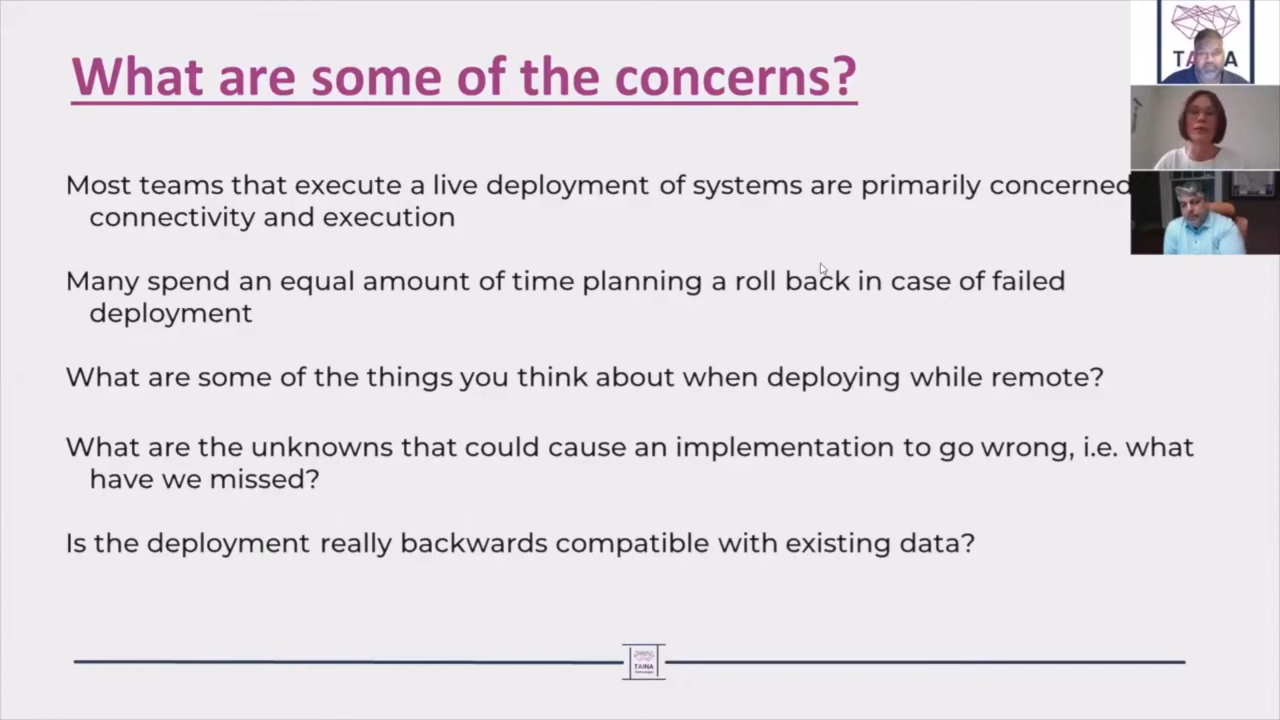 What are some of the concerns?
Most teams that execute a live deployment of systems are primarily concerned
connectivity and execution
Many spend an equal amount of time planning a roll back in case of failed
deployment
What are some of the things you think about when deploying while remote?
What are the unknowns that could cause an implementation to go wrong, i.e. what
have we missed?
Is the deployment really backwards compatible with existing data?
TAINA
TAINA
Technologies